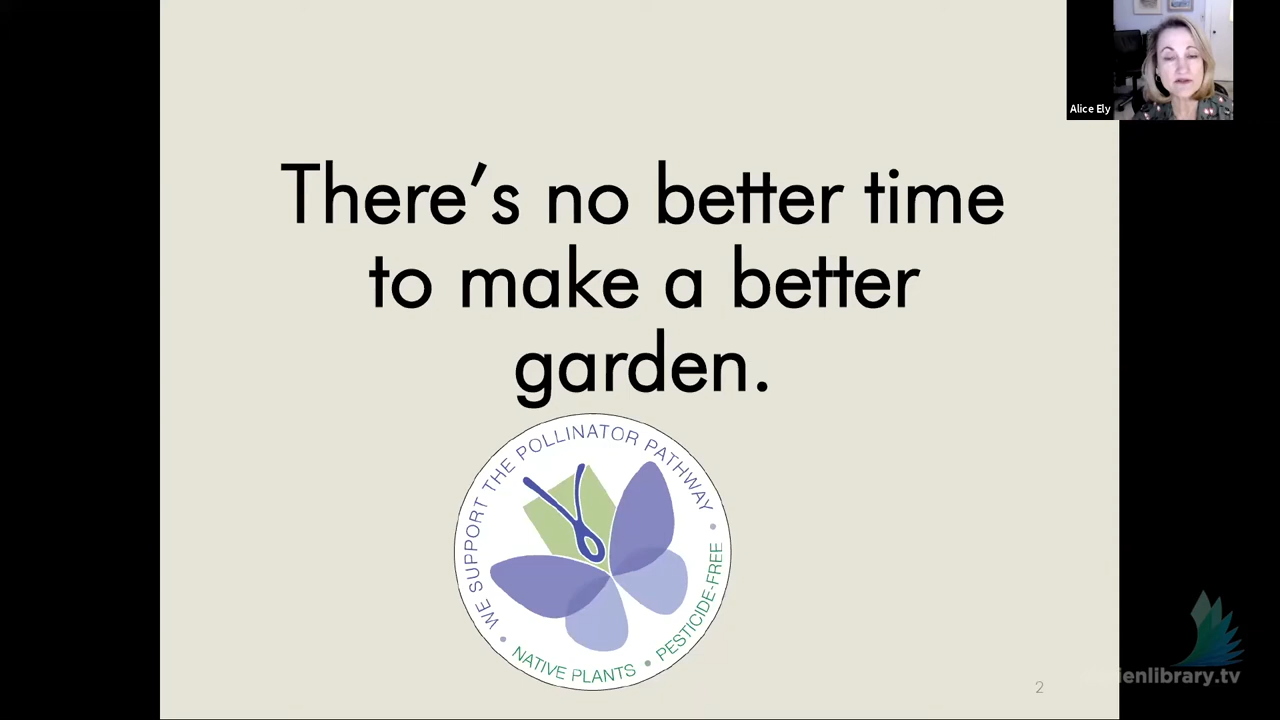 Alice Ely
There’s no better time
to make a better
garden.
WE SUPPORT THE POLLINATOR PATHWAY
NATIVE PLANTS • PESTICIDE-FREE
2